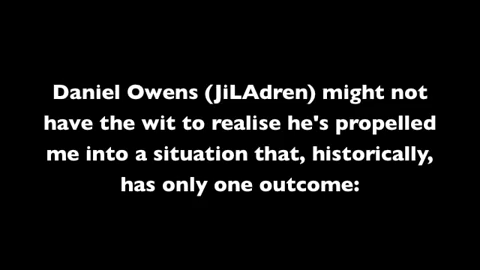 Daniel Owens (JiLAdren) might not
have the wit to realise he's propelled
me into a situation that, historically,
has only one outcome: